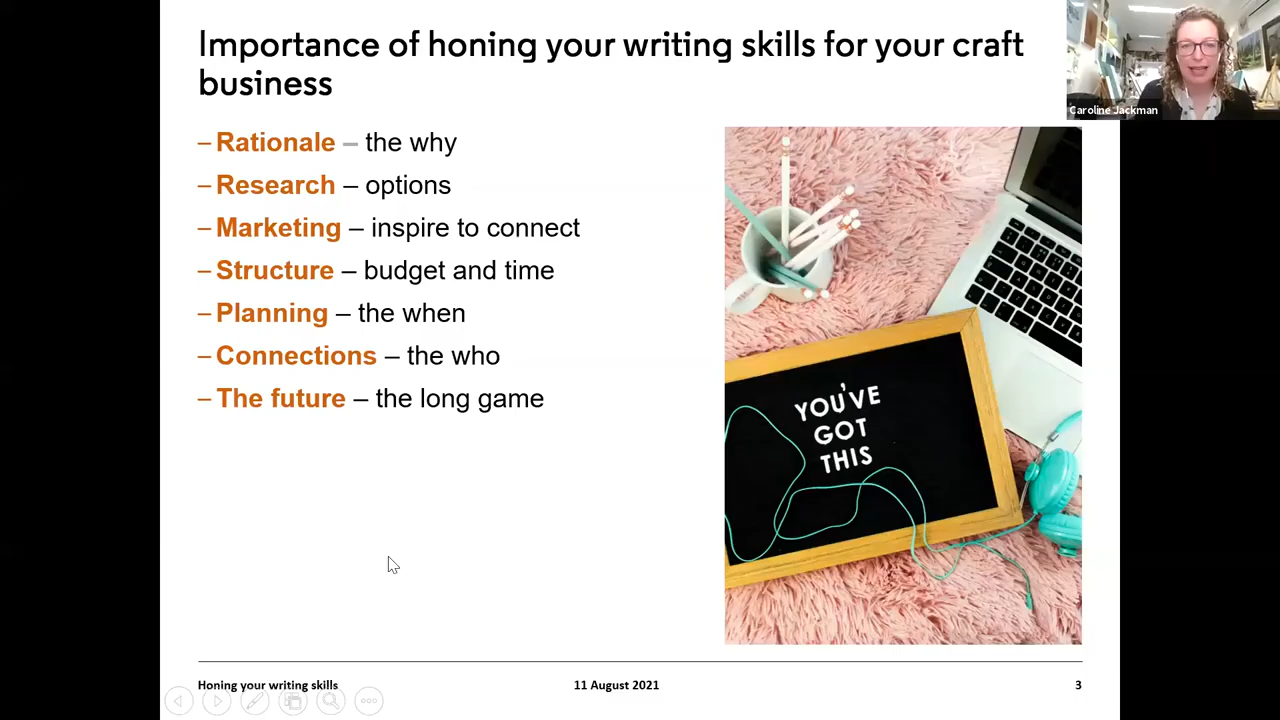 Importance of honing your writing skills for your craft
business
– Rationale – the why
– Research – options
– Marketing – inspire to connect
– Structure – budget and time
– Planning – the when
– Connections – the who
– The future – the long game
Caroline Jackman
YOU'VE
GOT
THIS
Honing your writing skills
11 August 2021
3